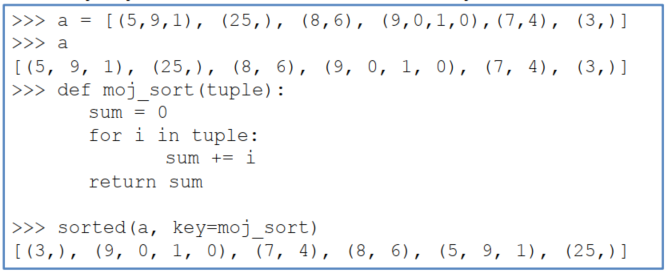 >>> a = [(5,9,1), (25,), (8,6), (9,0,1,0),(7,4), (3,)]
>>> a
[(5, 9, 1), (25,), (8, 6), (9, 0, 1, 0), (7, 4), (3,)]
>>> def moj_sort(tuple):
        sum = 0
        for i in tuple:
                sum += i
        return sum

>>> sorted(a, key=moj_sort)
[(3,), (9, 0, 1, 0), (7, 4), (8, 6), (5, 9, 1), (25,)]